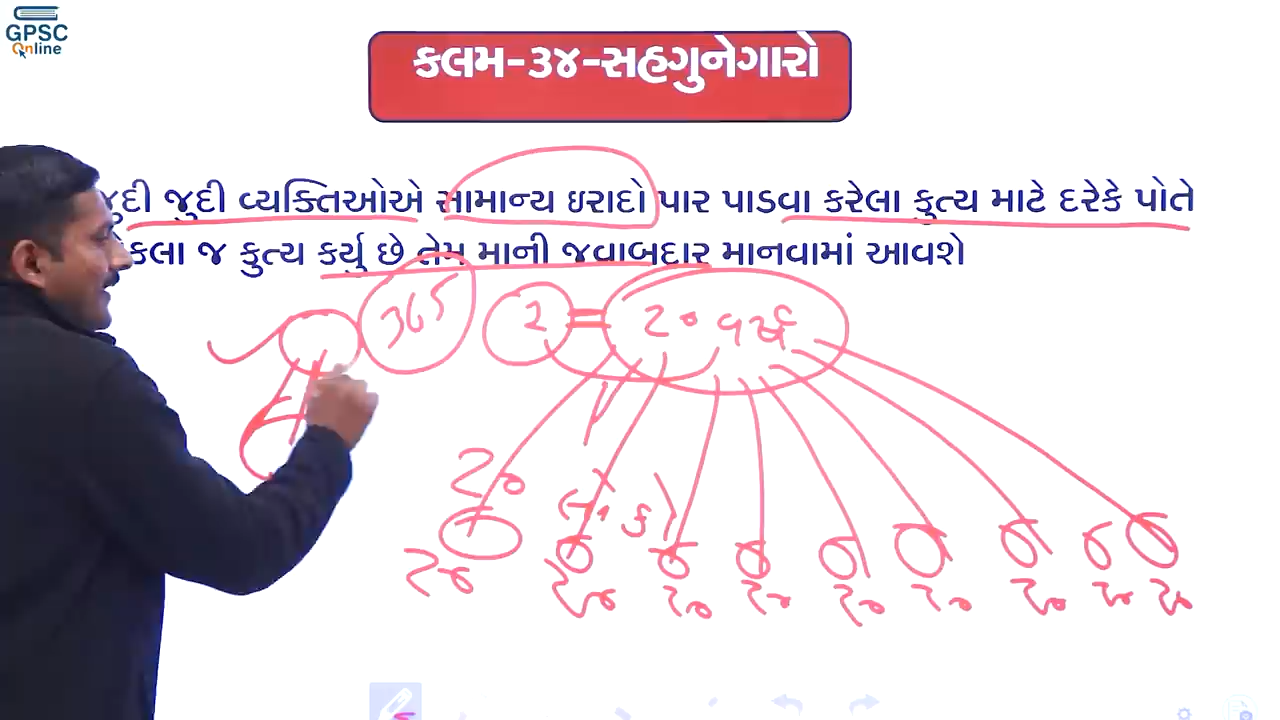 GPSC
Online
કલમ-૩૪-સહગુનેગારો
જુદી જુદી વ્યક્તિઓએ સામાન્ય ઇરાદો પાર પાડવા કરેલા કુત્ય માટે દરેકે પોતે
કલા જ કુત્ય કર્યુ છે તેમ માની જવાબદાર માનવામાં આવશે
365 2 = 20 વર્ષ
20
20 20 20 20 20 20 20 20 20